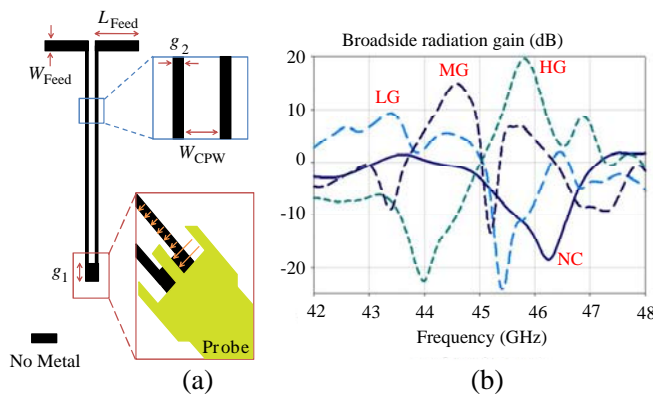 L_Feed
W_Feed
g_2
W_CPW
g_1
Probe
No Metal
(a)
Broadside radiation gain (dB)
20
10
0
-10
-20
LG
MG
HG
NC
42 43 44 45 46 47 48
Frequency (GHz)
(b)